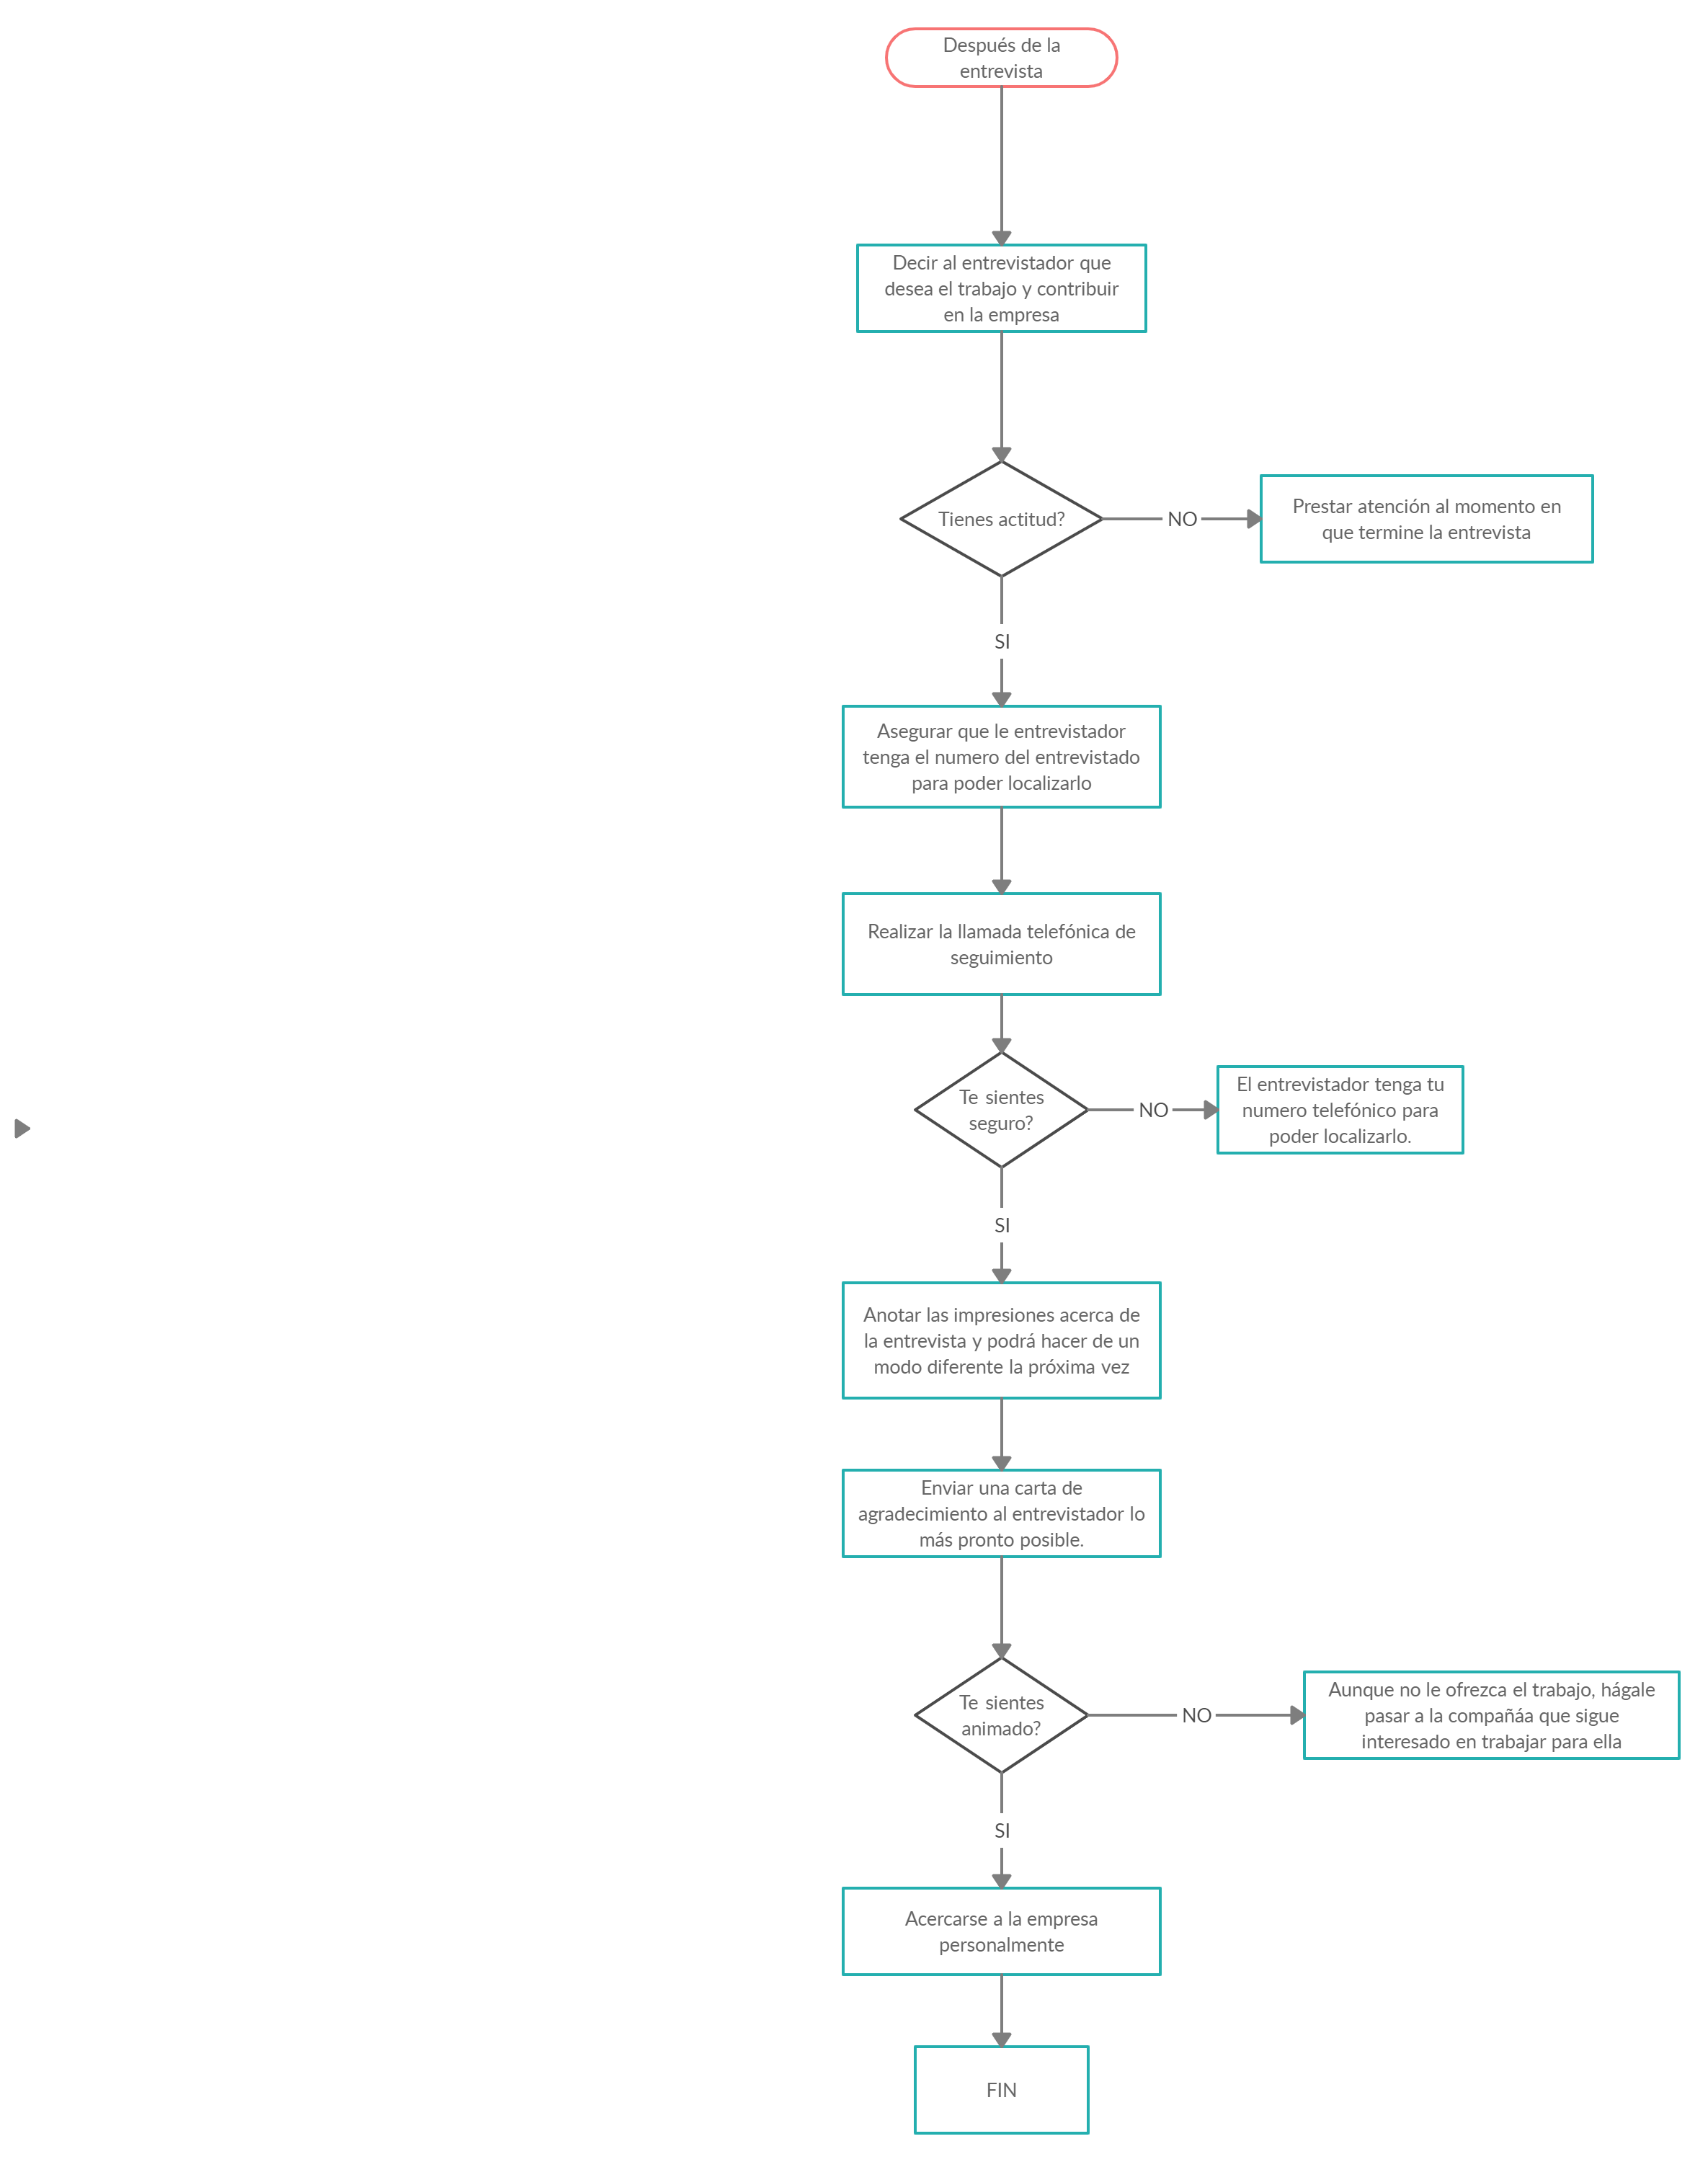 Después de la
entrevista
Decir al entrevistador que
desea el trabajo y contribuir
en la empresa
Tienes actitud?
NO
Prestar atención al momento en
que termine la entrevista
SI
Asegurar que le entrevistador
tenga el numero del entrevistado
para poder localizarlo
Realizar la llamada telefónica de
seguimiento
Te sientes
seguro?
NO
El entrevistador tenga tu
numero telefónico para
poder localizarlo.
SI
Anotar las impresiones acerca de
la entrevista y podrá hacer de un
modo diferente la próxima vez
Enviar una carta de
agradecimiento al entrevistador lo
más pronto posible.
Te sientes
animado?
NO
Aunque no le ofrezca el trabajo, hágale
pasar a la compañáa que sigue
interesado en trabajar para ella
SI
Acercarse a la empresa
personalmente
FIN